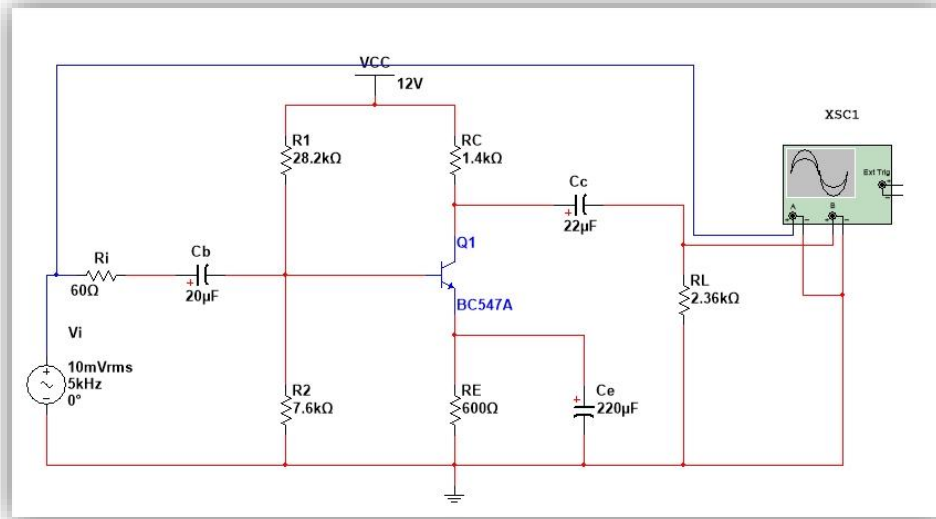 VCC
12V
XSC1
R1
28.2kΩ
RC
1.4kΩ
Ext Trig
+
-
A
B
+
-
+
-
Cc
+
22µF
Q1
Ri
60Ω
Cb
+
20µF
BC547A
RL
2.36kΩ
Vi
10mVrms
5kHz
0°
R2
7.6kΩ
RE
600Ω
Ce
+
220µF